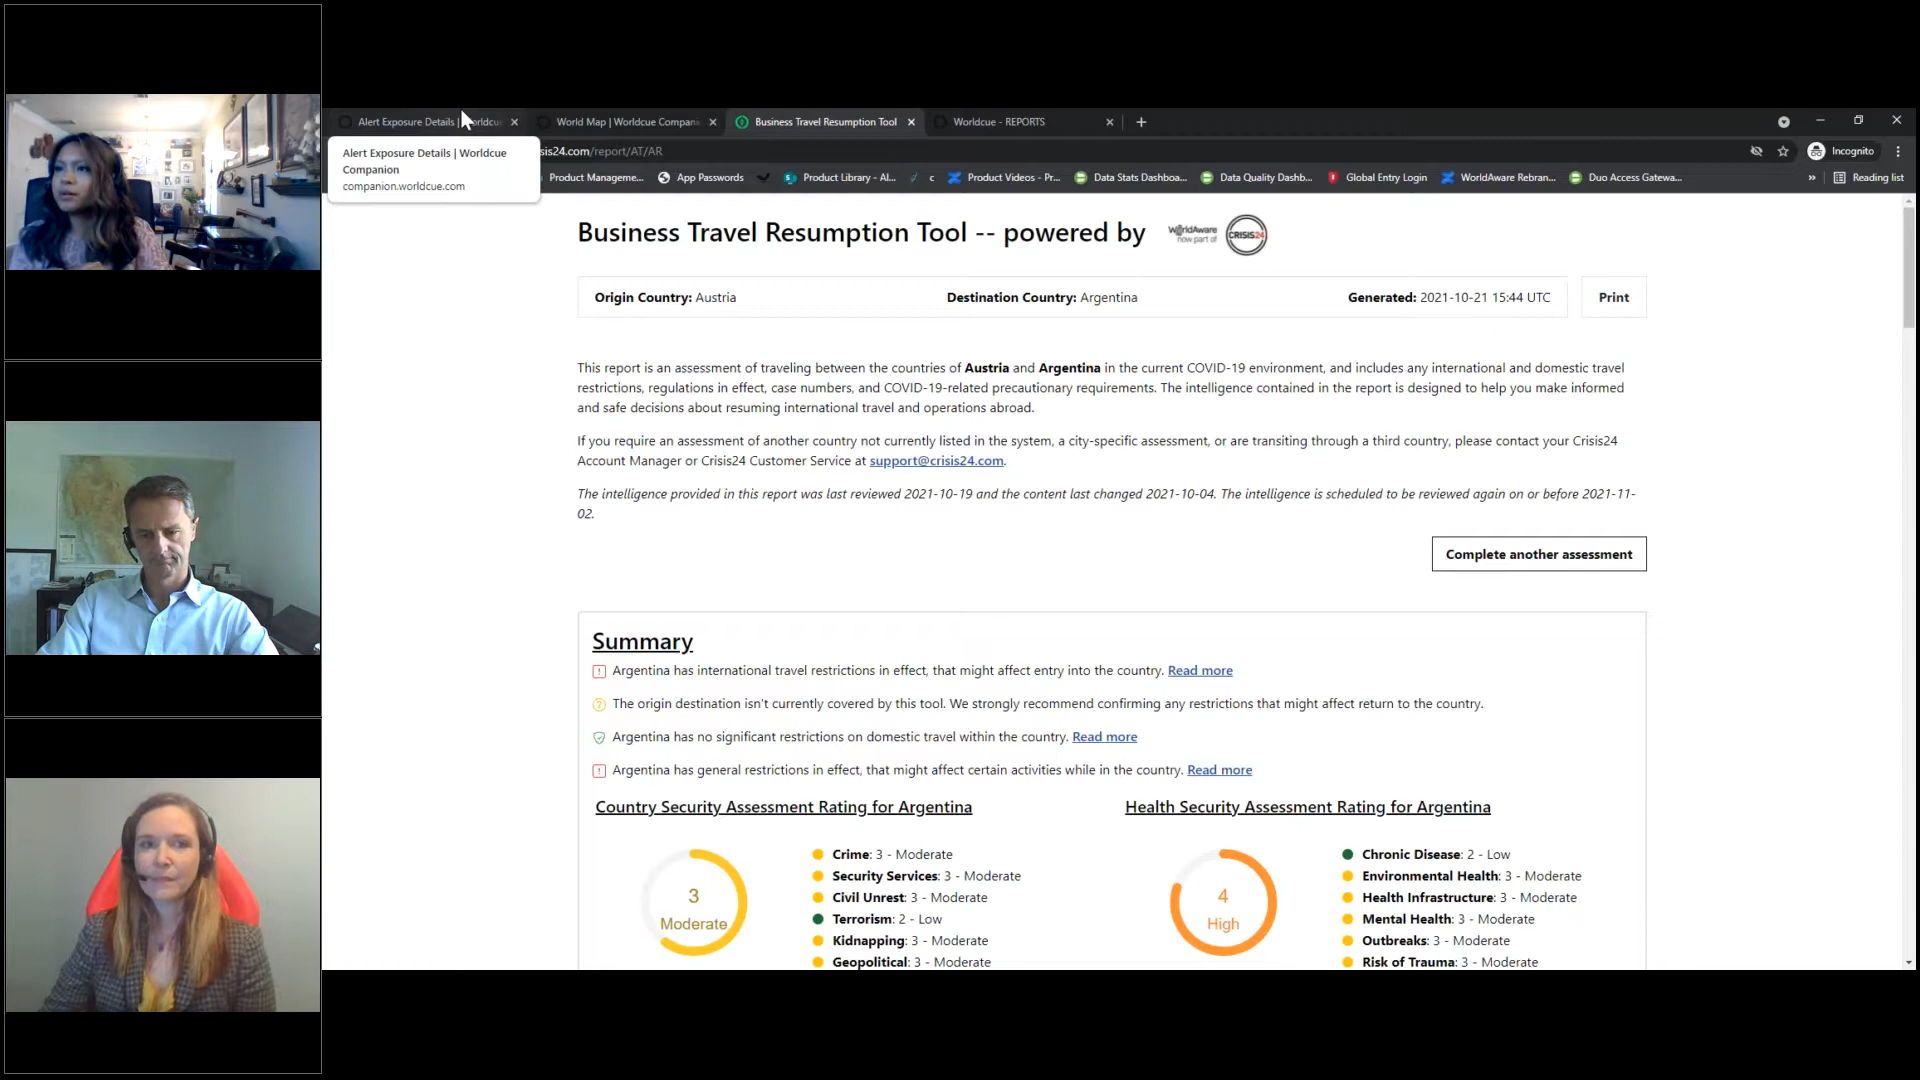 Alert Exposure Details | Worldcu
World Map | Worldcue Compani
Business Travel Resumption Tool
Worldcue - REPORTS
Alert Exposure Details | Worldcue
Companion
companion.worldcue.com
sis24.com/report/AT/AR
Incognito
Product Manageme...
App Passwords
Product Library - Al...
c
Product Videos - Pr...
Data Stats Dashboa...
Data Quality Dashb...
Global Entry Login
WorldAware Rebran...
Duo Access Gatewa...
»
Reading list
Business Travel Resumption Tool -- powered by
WorldAware
now part of
CRISIS24
Origin Country: Austria
Destination Country: Argentina
Generated: 2021-10-21 15:44 UTC
Print
This report is an assessment of traveling between the countries of Austria and Argentina in the current COVID-19 environment, and includes any international and domestic travel
restrictions, regulations in effect, case numbers, and COVID-19-related precautionary requirements. The intelligence contained in the report is designed to help you make informed
and safe decisions about resuming international travel and operations abroad.
If you require an assessment of another country not currently listed in the system, a city-specific assessment, or are transiting through a third country, please contact your Crisis24
Account Manager or Crisis24 Customer Service at support@crisis24.com.
The intelligence provided in this report was last reviewed 2021-10-19 and the content last changed 2021-10-04. The intelligence is scheduled to be reviewed again on or before 2021-11-
02.
Complete another assessment
Summary
Argentina has international travel restrictions in effect, that might affect entry into the country. Read more
The origin destination isn't currently covered by this tool. We strongly recommend confirming any restrictions that might affect return to the country.
Argentina has no significant restrictions on domestic travel within the country. Read more
Argentina has general restrictions in effect, that might affect certain activities while in the country. Read more
Country Security Assessment Rating for Argentina
3
Moderate
Crime: 3 - Moderate
Security Services: 3 - Moderate
Civil Unrest: 3 - Moderate
Terrorism: 2 - Low
Kidnapping: 3 - Moderate
Geopolitical: 3 - Moderate
Health Security Assessment Rating for Argentina
4
High
Chronic Disease: 2 - Low
Environmental Health: 3 - Moderate
Health Infrastructure: 3 - Moderate
Mental Health: 3 - Moderate
Outbreaks: 3 - Moderate
Risk of Trauma: 3 - Moderate